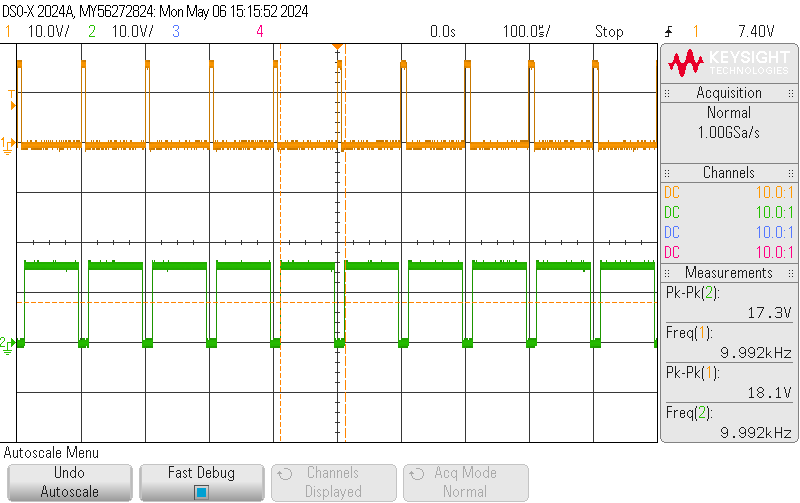 DSO-X 2024A, MY56272824: Mon May 06 15:15:52 2024
1 10.0V/ 2 10.0V/ 3 4 0.0s 100.0us/ Stop 1 7.40V
KEYSIGHT
TECHNOLOGIES
Acquisition
Normal
1.00GSa/s
Channels
DC 10.0:1
DC 10.0:1
DC 10.0:1
DC 10.0:1
Measurements
Pk-Pk(2):
17.3V
Freq(1):
9.992kHz
Pk-Pk(1):
18.1V
Freq(2):
9.992kHz
T
1
2
Autoscale Menu
Undo
Autoscale
Fast Debug
Channels
Displayed
Acq Mode
Normal